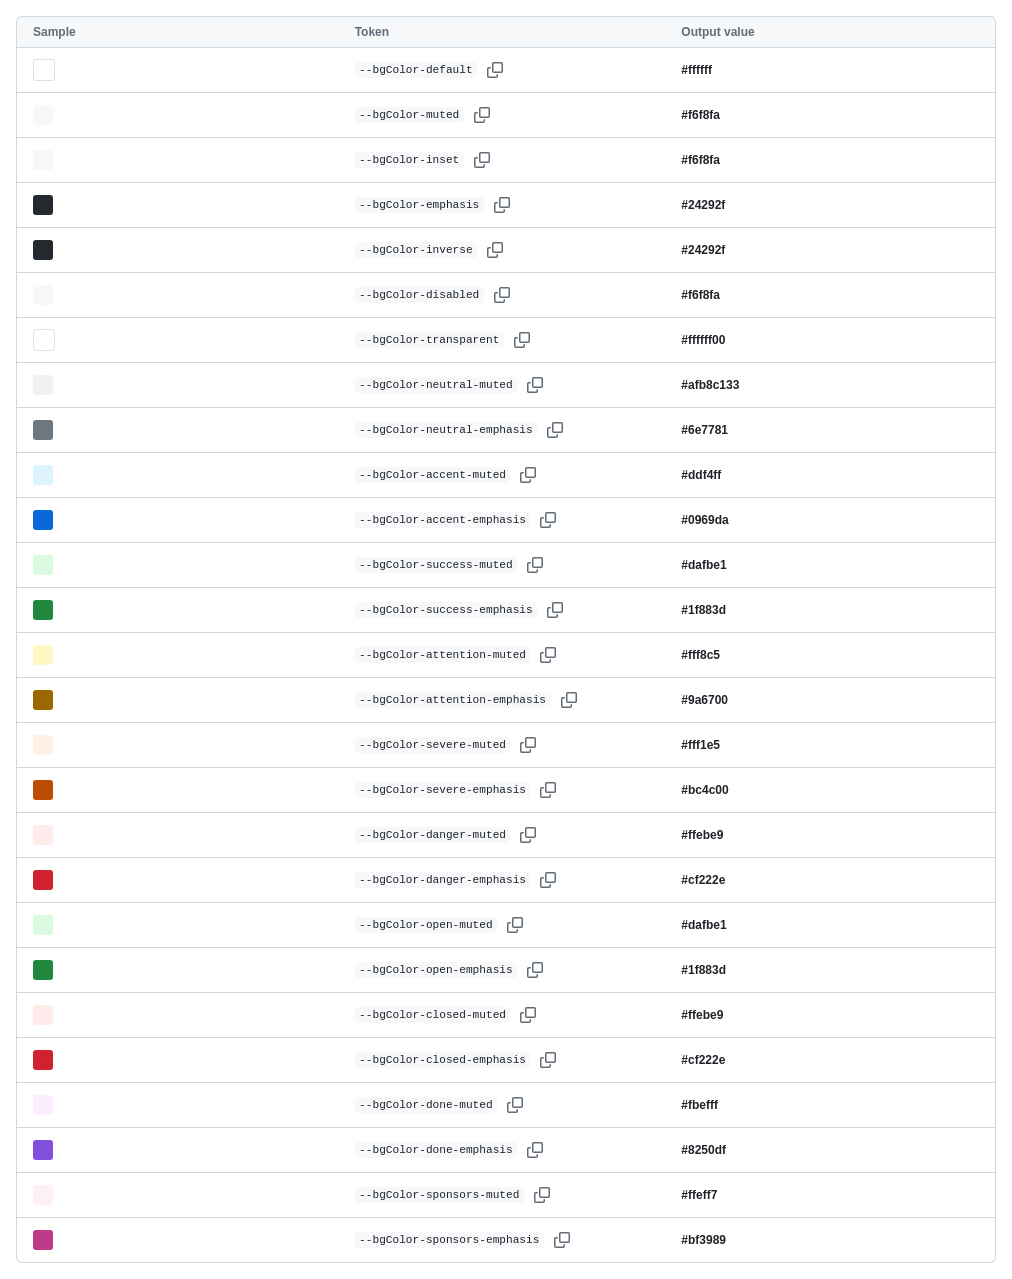 Sample Token Output value
--bgColor-default #ffffff
--bgColor-muted #f6f8fa
--bgColor-inset #f6f8fa
--bgColor-emphasis #24292f
--bgColor-inverse #24292f
--bgColor-disabled #f6f8fa
--bgColor-transparent #ffffff00
--bgColor-neutral-muted #afb8c133
--bgColor-neutral-emphasis #6e7781
--bgColor-accent-muted #ddf4ff
--bgColor-accent-emphasis #0969da
--bgColor-success-muted #dafbe1
--bgColor-success-emphasis #1f883d
--bgColor-attention-muted #fff8c5
--bgColor-attention-emphasis #9a6700
--bgColor-severe-muted #fff1e5
--bgColor-severe-emphasis #bc4c00
--bgColor-danger-muted #ffebe9
--bgColor-danger-emphasis #cf222e
--bgColor-open-muted #dafbe1
--bgColor-open-emphasis #1f883d
--bgColor-closed-muted #ffebe9
--bgColor-closed-emphasis #cf222e
--bgColor-done-muted #fbefff
--bgColor-done-emphasis #8250df
--bgColor-sponsors-muted #ffeff7
--bgColor-sponsors-emphasis #bf3989